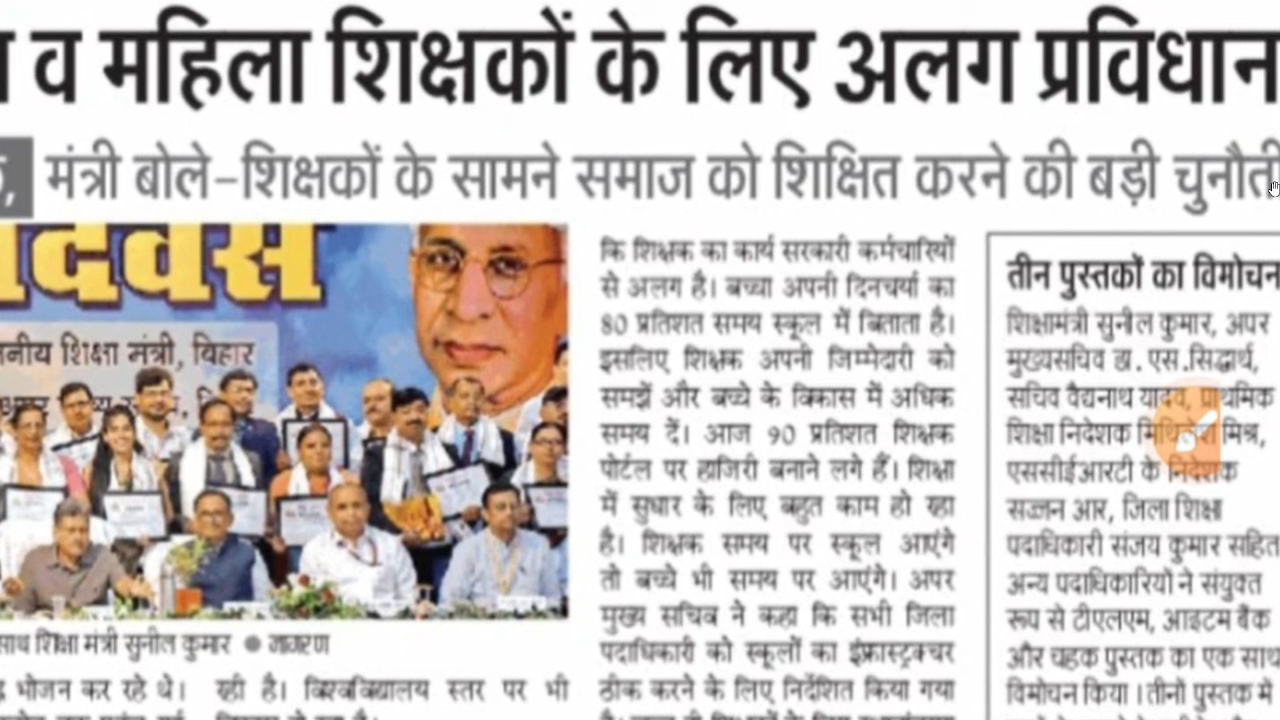 व महिला शिक्षकों के लिए अलग प्रविधान
मंत्री बोले-शिक्षकों के सामने समाज को शिक्षित करने की बड़ी चुनौती
दिवस
शिक्षा मंत्री, बिहार
साथ शिक्षा मंत्री सुनील कुमार ● जागरण
भोजन कर रहे थे।
रही है। विश्वविद्यालय स्तर पर भी
कि शिक्षक का कार्य सरकारी कर्मचारियों
से अलग है। बच्चा अपनी दिनचर्या का
80 प्रतिशत समय स्कूल में बिताता है।
इसलिए शिक्षक अपनी जिम्मेदारी को
समझें और बच्चे के विकास में अधिक
समय दें। आज 90 प्रतिशत शिक्षक
पोर्टल पर हाजिरी बनाने लगे हैं। शिक्षा
में सुधार के लिए बहुत काम हो रहा
है। शिक्षक समय पर स्कूल आएंगे
तो बच्चे भी समय पर आएंगे। अपर
मुख्य सचिव ने कहा कि सभी जिला
पदाधिकारी को स्कूलों का इंफ्रास्ट्रक्चर
ठीक करने के लिए निर्देशित किया गया
तीन पुस्तकों का विमोचन
शिक्षामंत्री सुनील कुमार, अपर
मुख्यसचिव डा. एस.सिद्धार्थ,
सचिव वैद्यनाथ यादव, प्राथमिक
शिक्षा निदेशक मिथिलेश मिश्र,
एससीईआरटी के निदेशक
सज्जन आर, जिला शिक्षा
पदाधिकारी संजय कुमार सहित
अन्य पदाधिकारियों ने संयुक्त
रूप से टीएलएम, आइटम बैंक
और चहक पुस्तक का एक साथ
विमोचन किया। तीनों पुस्तक में